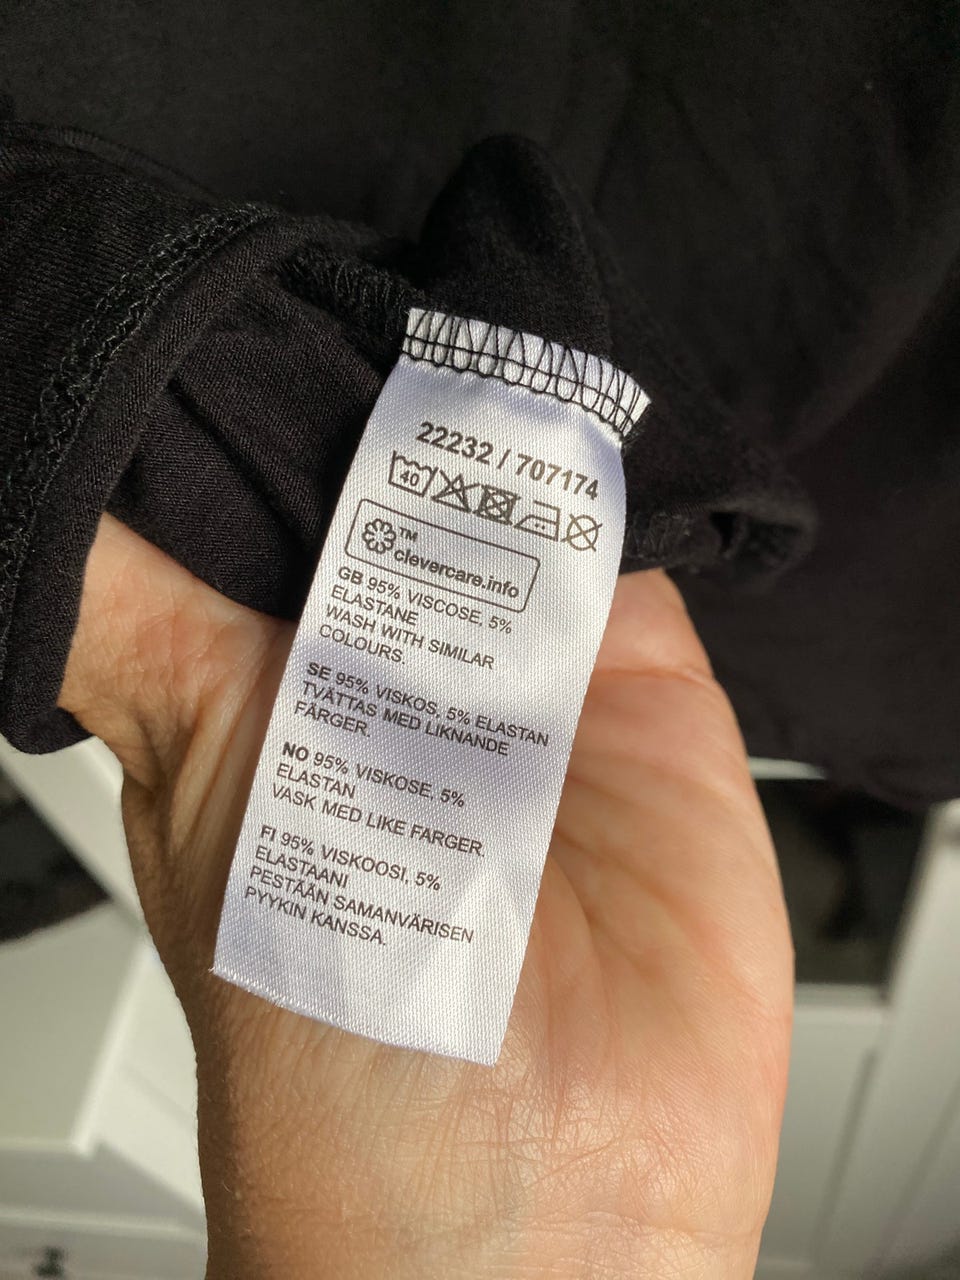 22232 / 707174
40
TM
clevercare.info
GB 95% VISCOSE, 5%
ELASTANE
WASH WITH SIMILAR
COLOURS.
SE 95% VISKOS, 5% ELASTAN
TVÄTTAS MED LIKNANDE
FÄRGER.
NO 95% VISKOSE, 5%
ELASTAN
VASK MED LIKE FARGER.
FI 95% VISKOOSI, 5%
ELASTAANI
PESTÄÄN SAMANVÄRISEN
PYYKIN KANSSA.